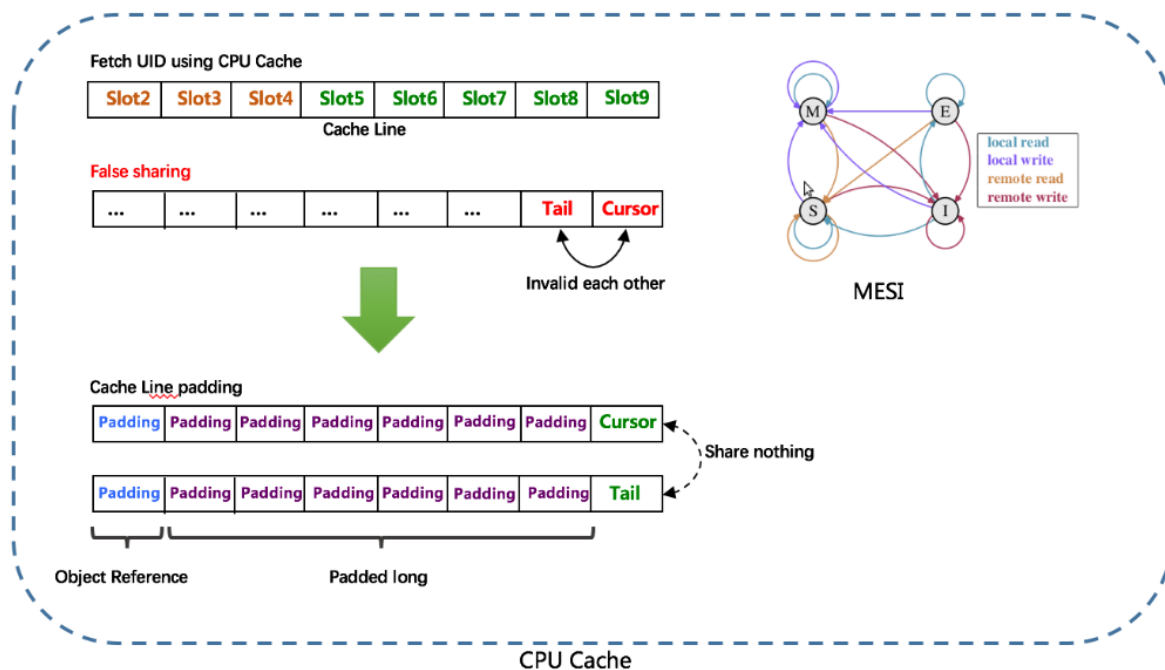 Fetch UID using CPU Cache
Slot2 Slot3 Slot4 Slot5 Slot6 Slot7 Slot8 Slot9
Cache Line
False sharing
... ... ... ... ... ... Tail Cursor
Invalid each other
M E
S I
local read
local write
remote read
remote write
MESI
Cache Line padding
Padding Padding Padding Padding Padding Padding Padding Cursor
Share nothing
Padding Padding Padding Padding Padding Padding Padding Tail
Object Reference Padded long
CPU Cache